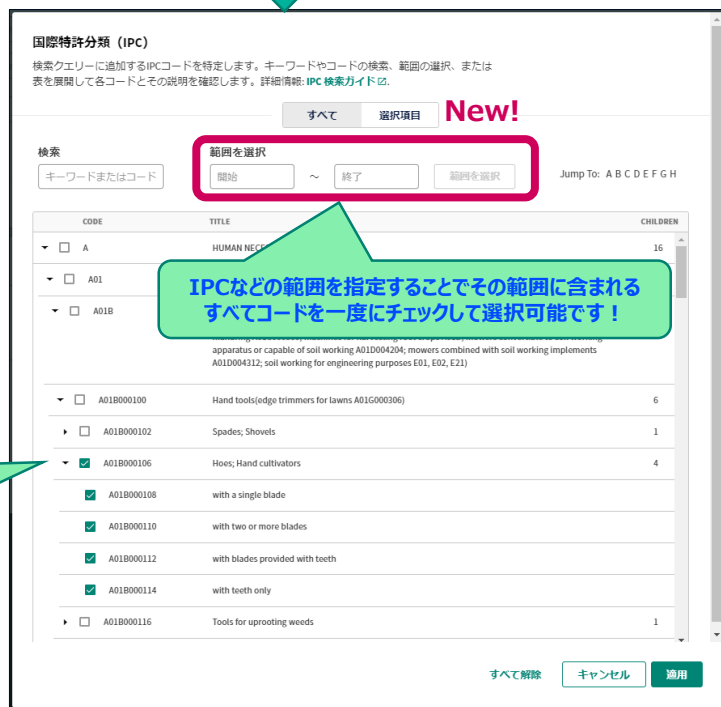 国際特許分類（IPC）
検索クエリーに追加するIPCコードを特定します。キーワードやコードの検索、範囲の選択、または
表を展開して各コードとその説明を確認します。詳細情報: IPC 検索ガイド.
すべて 選択項目 New!
検索 範囲を選択
キーワードまたはコード 開始 ～ 終了 範囲を選択 Jump To: A B C D E F G H
CODE TITLE CHILDREN
A HUMAN NECE 16
A01
A01B
IPCなどの範囲を指定することでその範囲に含まれる
すべてコードを一度にチェックして選択可能です！
apparatus or capable of soil working A01D004204; mowers combined with soil working implements
A01D004312; soil working for engineering purposes E01, E02, E21)
A01B000100 Hand tools(edge trimmers for lawns A01G000306) 6
A01B000102 Spades; Shovels 1
A01B000106 Hoes; Hand cultivators 4
A01B000108 with a single blade
A01B000110 with two or more blades
A01B000112 with blades provided with teeth
A01B000114 with teeth only
A01B000116 Tools for uprooting weeds 1
すべて解除 キャンセル 適用